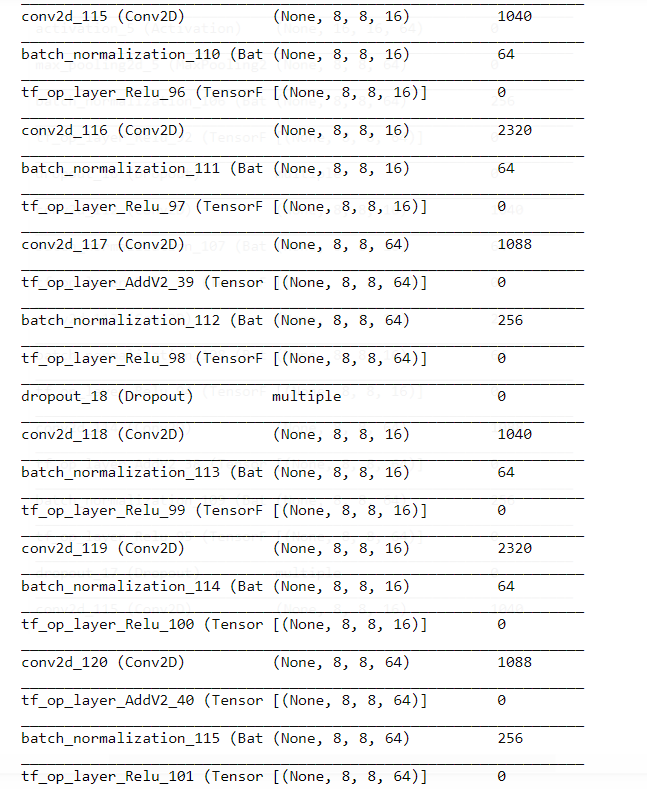 conv2d_115 (Conv2D) (None, 8, 8, 16) 1040
batch_normalization_110 (Bat (None, 8, 8, 16) 64
tf_op_layer_Relu_96 (TensorF [(None, 8, 8, 16)] 0
conv2d_116 (Conv2D) (None, 8, 8, 16) 2320
batch_normalization_111 (Bat (None, 8, 8, 16) 64
tf_op_layer_Relu_97 (TensorF [(None, 8, 8, 16)] 0
conv2d_117 (Conv2D) (None, 8, 8, 64) 1088
tf_op_layer_AddV2_39 (Tensor [(None, 8, 8, 64)] 0
batch_normalization_112 (Bat (None, 8, 8, 64) 256
tf_op_layer_Relu_98 (TensorF [(None, 8, 8, 64)] 0
dropout_18 (Dropout) multiple 0
conv2d_118 (Conv2D) (None, 8, 8, 16) 1040
batch_normalization_113 (Bat (None, 8, 8, 16) 64
tf_op_layer_Relu_99 (TensorF [(None, 8, 8, 16)] 0
conv2d_119 (Conv2D) (None, 8, 8, 16) 2320
batch_normalization_114 (Bat (None, 8, 8, 16) 64
tf_op_layer_Relu_100 (Tensor [(None, 8, 8, 16)] 0
conv2d_120 (Conv2D) (None, 8, 8, 64) 1088
tf_op_layer_AddV2_40 (Tensor [(None, 8, 8, 64)] 0
batch_normalization_115 (Bat (None, 8, 8, 64) 256
tf_op_layer_Relu_101 (Tensor [(None, 8, 8, 64)] 0